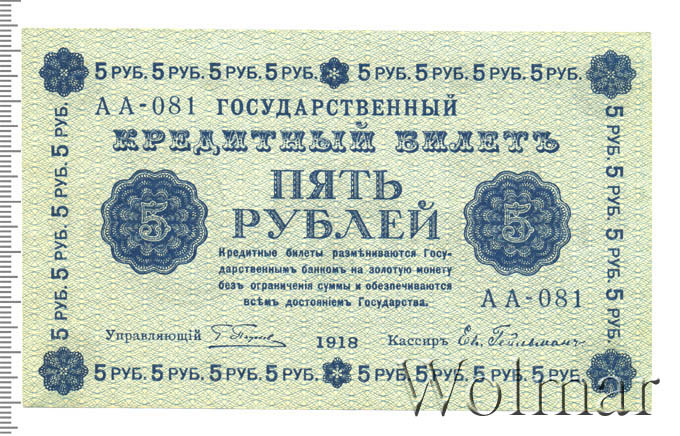 5 РУБ. 5 РУБ. 5 РУБ. 5 РУБ. 5 РУБ. 5 РУБ. 5 РУБ. 5 РУБ.
АА-081 ГОСУДАРСТВЕННЫЙ
КРЕДИТНЫЙ БИЛЕТЪ
ПЯТЬ
РУБЛЕЙ
5
5
Кредитные билеты размѣниваются Госу-
дарственнымъ банкомъ на золотую монету
безъ ограниченія суммы и обезпечиваются
всѣмъ достояніемъ Государства.
АА-081
Управляющій
1918
Кассиръ
5 РУБ. 5 РУБ. 5 РУБ. 5 РУБ. 5 РУБ. 5 РУБ. 5 РУБ. 5 РУБ.
5 РУБ. 5 РУБ. 5 РУБ. 5 РУБ.
5 РУБ. 5 РУБ. 5 РУБ. 5 РУБ.
Wolmar